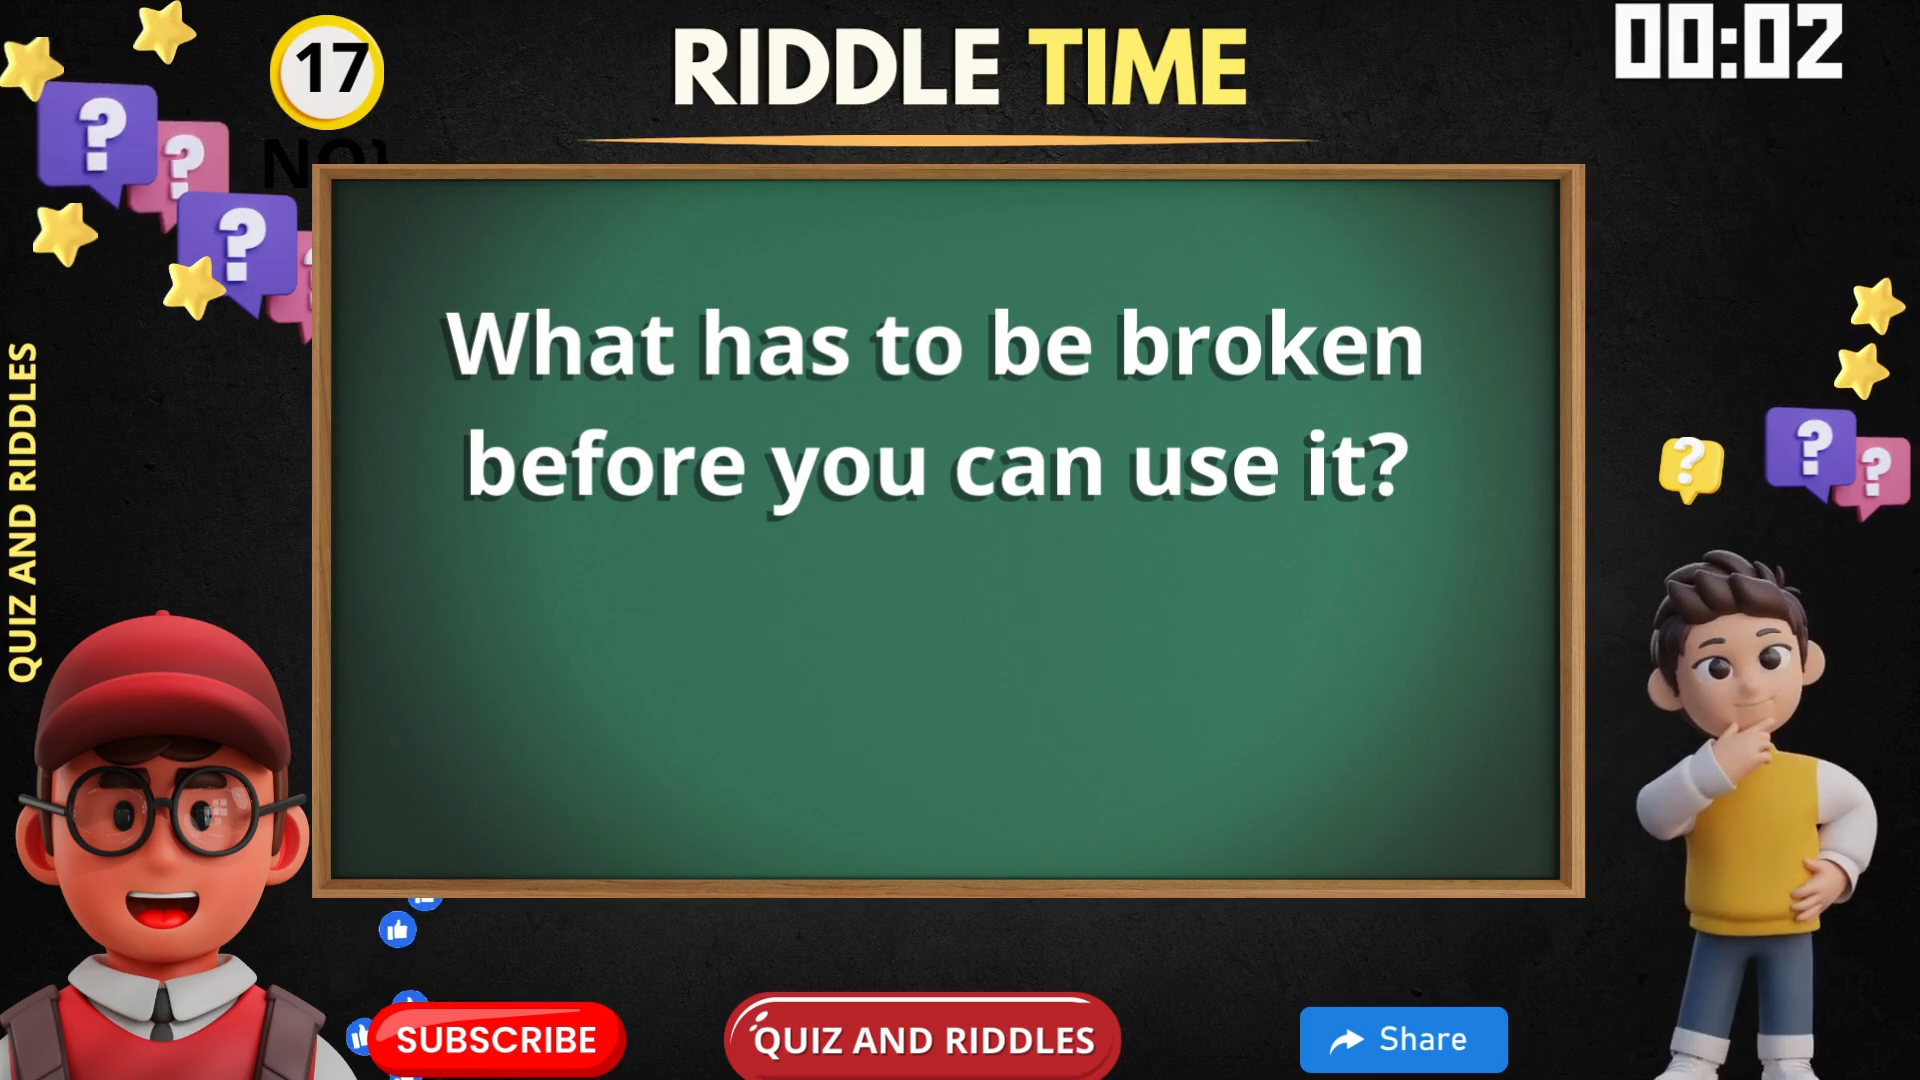 17
RIDDLE TIME
00:02
What has to be broken
before you can use it?
QUIZ AND RIDDLES
SUBSCRIBE
QUIZ AND RIDDLES
Share